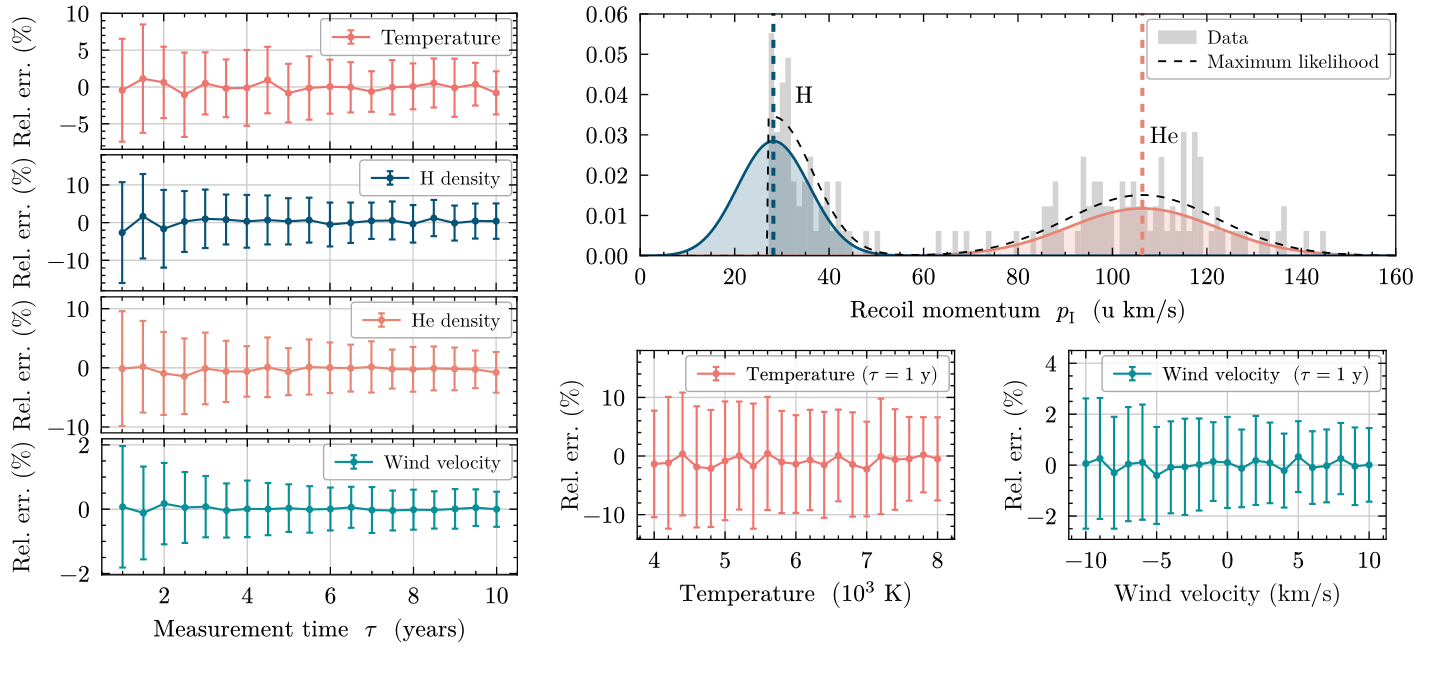 Rel. err. (%)
10
5
0
−5
Temperature
Rel. err. (%)
10
0
−10
H density
Rel. err. (%)
10
0
−10
He density
Rel. err. (%)
2
0
−2
Wind velocity
2 4 6 8 10
Measurement time τ (years)
0.06
0.05
0.04
0.03
0.02
0.01
0.00
Data
Maximum likelihood
H
He
0 20 40 60 80 100 120 140 160
Recoil momentum p_I (u km/s)
Rel. err. (%)
10
0
−10
Temperature (τ = 1 y)
4 5 6 7 8
Temperature (10³ K)
Rel. err. (%)
4
2
0
−2
Wind velocity (τ = 1 y)
−10 −5 0 5 10
Wind velocity (km/s)